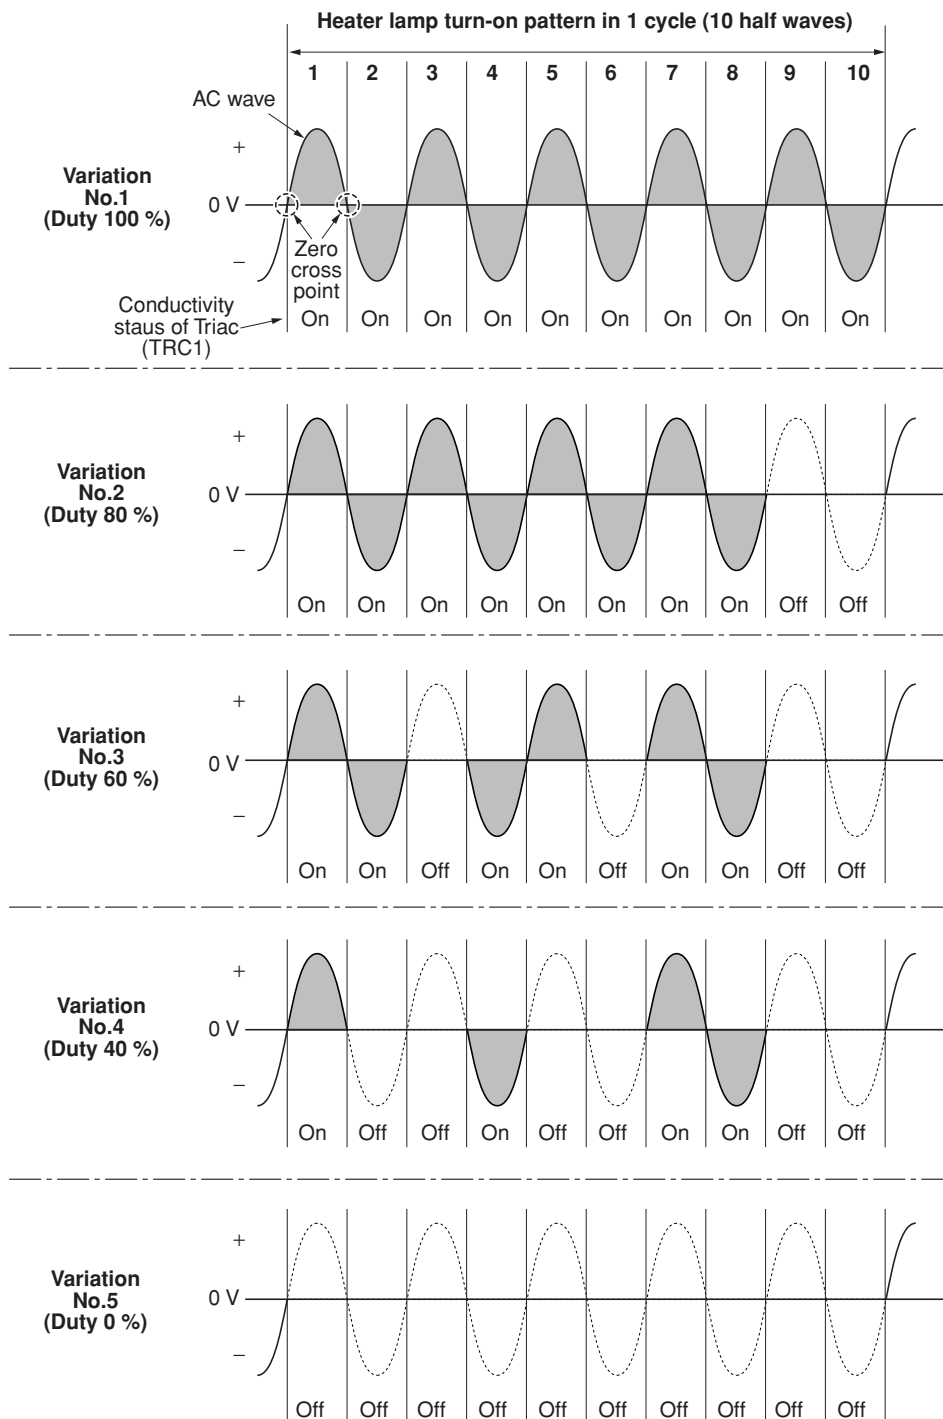 Heater lamp turn-on pattern in 1 cycle (10 half waves)
1 2 3 4 5 6 7 8 9 10
AC wave
+
Variation
No.1
(Duty 100 %)
0 V
−
Zero
cross
point
Conductivity
staus of Triac
(TRC1)
On On On On On On On On On On
+
Variation
No.2
(Duty 80 %)
0 V
−
On On On On On On On On Off Off
+
Variation
No.3
(Duty 60 %)
0 V
−
On On Off On On Off On On Off Off
+
Variation
No.4
(Duty 40 %)
0 V
−
On Off Off On Off Off On On Off Off
+
Variation
No.5
(Duty 0 %)
0 V
−
Off Off Off Off Off Off Off Off Off Off